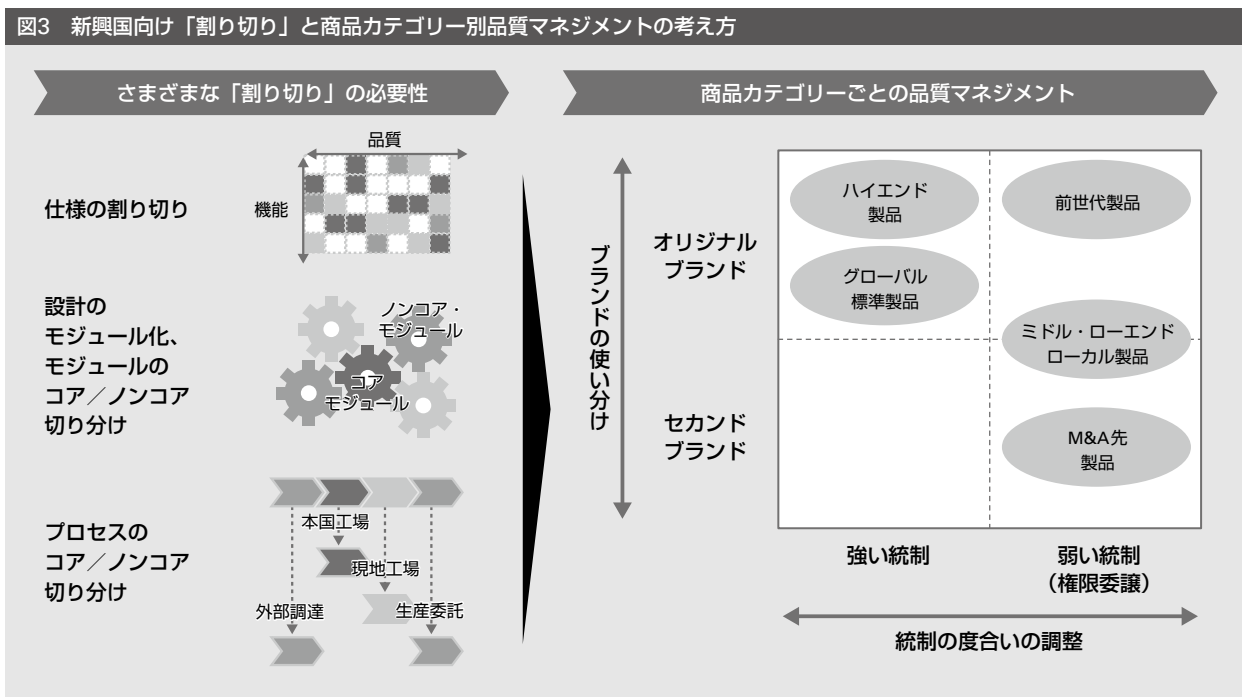 図3　新興国向け「割り切り」と商品カテゴリー別品質マネジメントの考え方
さまざまな「割り切り」の必要性
商品カテゴリーごとの品質マネジメント
仕様の割り切り
品質
機能
設計の
モジュール化、
モジュールの
コア／ノンコア
切り分け
ノンコア・
モジュール
コア
モジュール
プロセスの
コア／ノンコア
切り分け
本国工場
現地工場
外部調達
生産委託
ブランドの使い分け
オリジナル
ブランド
セカンド
ブランド
ハイエンド
製品
前世代製品
グローバル
標準製品
ミドル・ローエンド
ローカル製品
M&A先
製品
強い統制
弱い統制
（権限委譲）
統制の度合いの調整